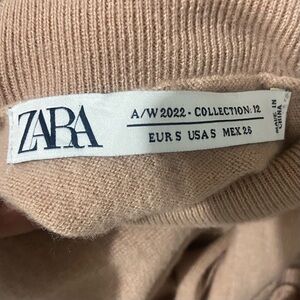 ZARA
A/W 2022 - COLLECTION: 12
EUR S USA S MEX 26
MADE IN
CHINA